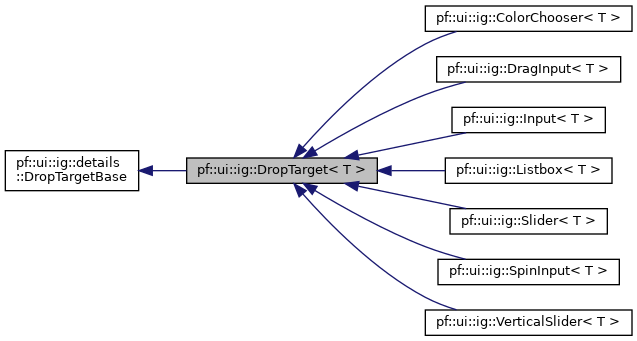 pf::ui::ig::ColorChooser< T >
pf::ui::ig::DragInput< T >
pf::ui::ig::Input< T >
pf::ui::ig::details
::DropTargetBase
pf::ui::ig::DropTarget< T >
pf::ui::ig::Listbox< T >
pf::ui::ig::Slider< T >
pf::ui::ig::SpinInput< T >
pf::ui::ig::VerticalSlider< T >